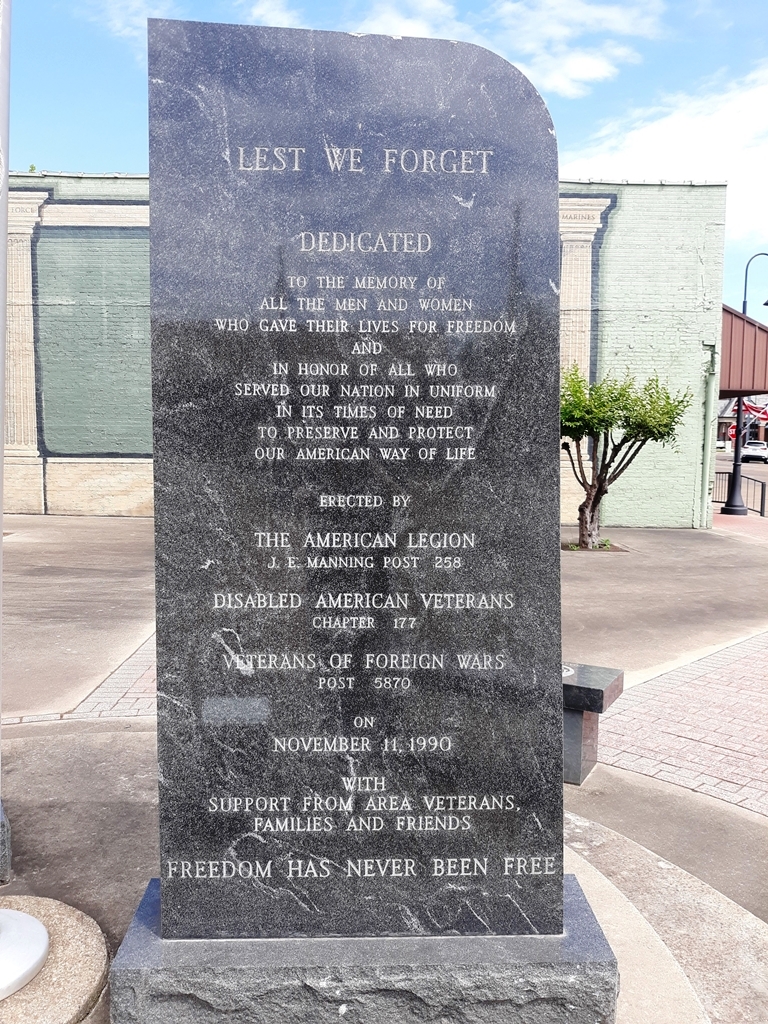 LEST WE FORGET
DEDICATED
TO THE MEMORY OF
ALL THE MEN AND WOMEN
WHO GAVE THEIR LIVES FOR FREEDOM
AND
IN HONOR OF ALL WHO
SERVED OUR NATION IN UNIFORM
IN ITS TIMES OF NEED
TO PRESERVE AND PROTECT
OUR AMERICAN WAY OF LIFE
ERECTED BY
THE AMERICAN LEGION
J. E. MANNING POST 258
DISABLED AMERICAN VETERANS
CHAPTER 177
VETERANS OF FOREIGN WARS
POST 5870
ON
NOVEMBER 11, 1990
WITH
SUPPORT FROM AREA VETERANS,
FAMILIES AND FRIENDS
FREEDOM HAS NEVER BEEN FREE
FORCE
MARINES